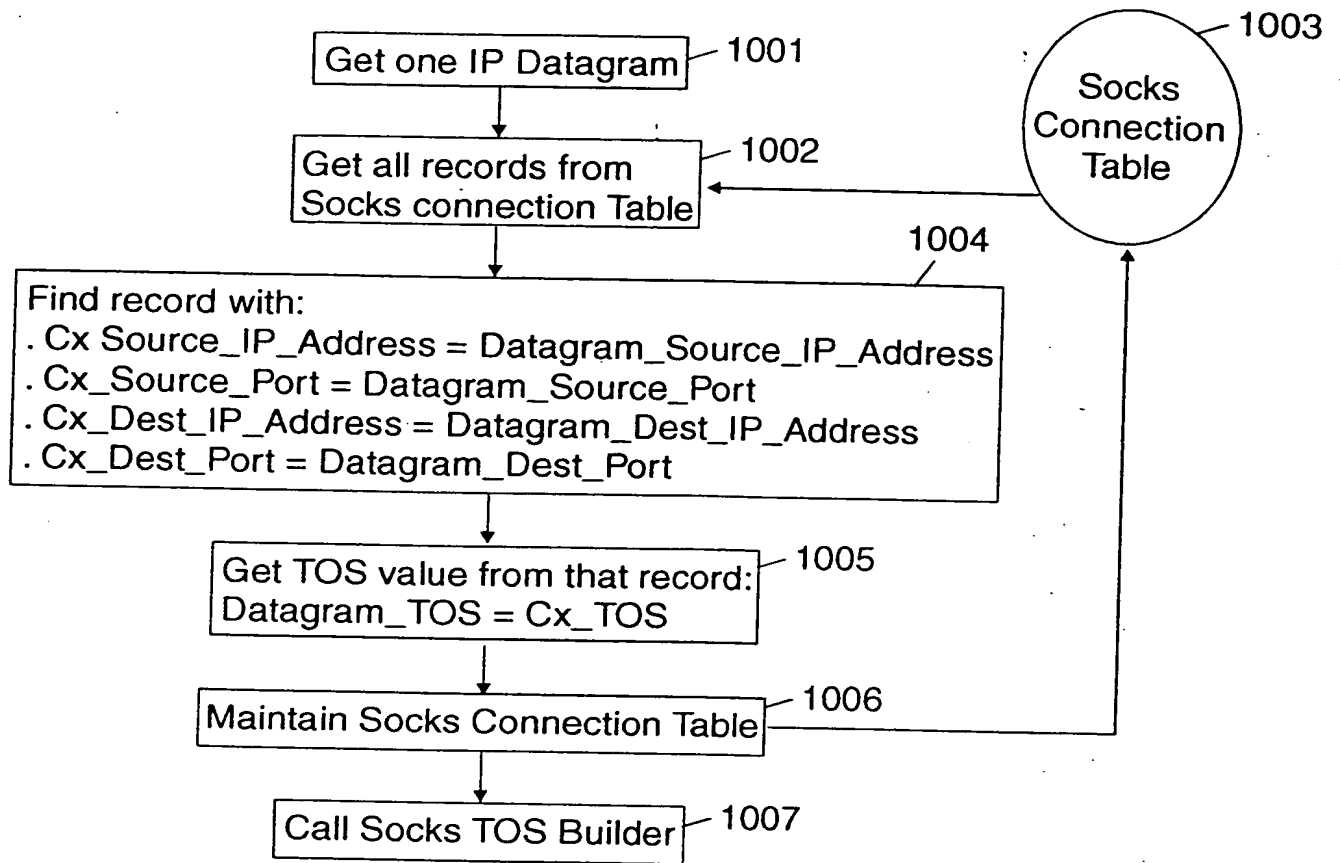 Get one IP Datagram
1001
1003
Socks
Connection
Table
Get all records from
Socks connection Table
1002
1004
Find record with:
. Cx Source_IP_Address = Datagram_Source_IP_Address
. Cx_Source_Port = Datagram_Source_Port
. Cx_Dest_IP_Address = Datagram_Dest_IP_Address
. Cx_Dest_Port = Datagram_Dest_Port
Get TOS value from that record:
Datagram_TOS = Cx_TOS
1005
Maintain Socks Connection Table
1006
Call Socks TOS Builder
1007